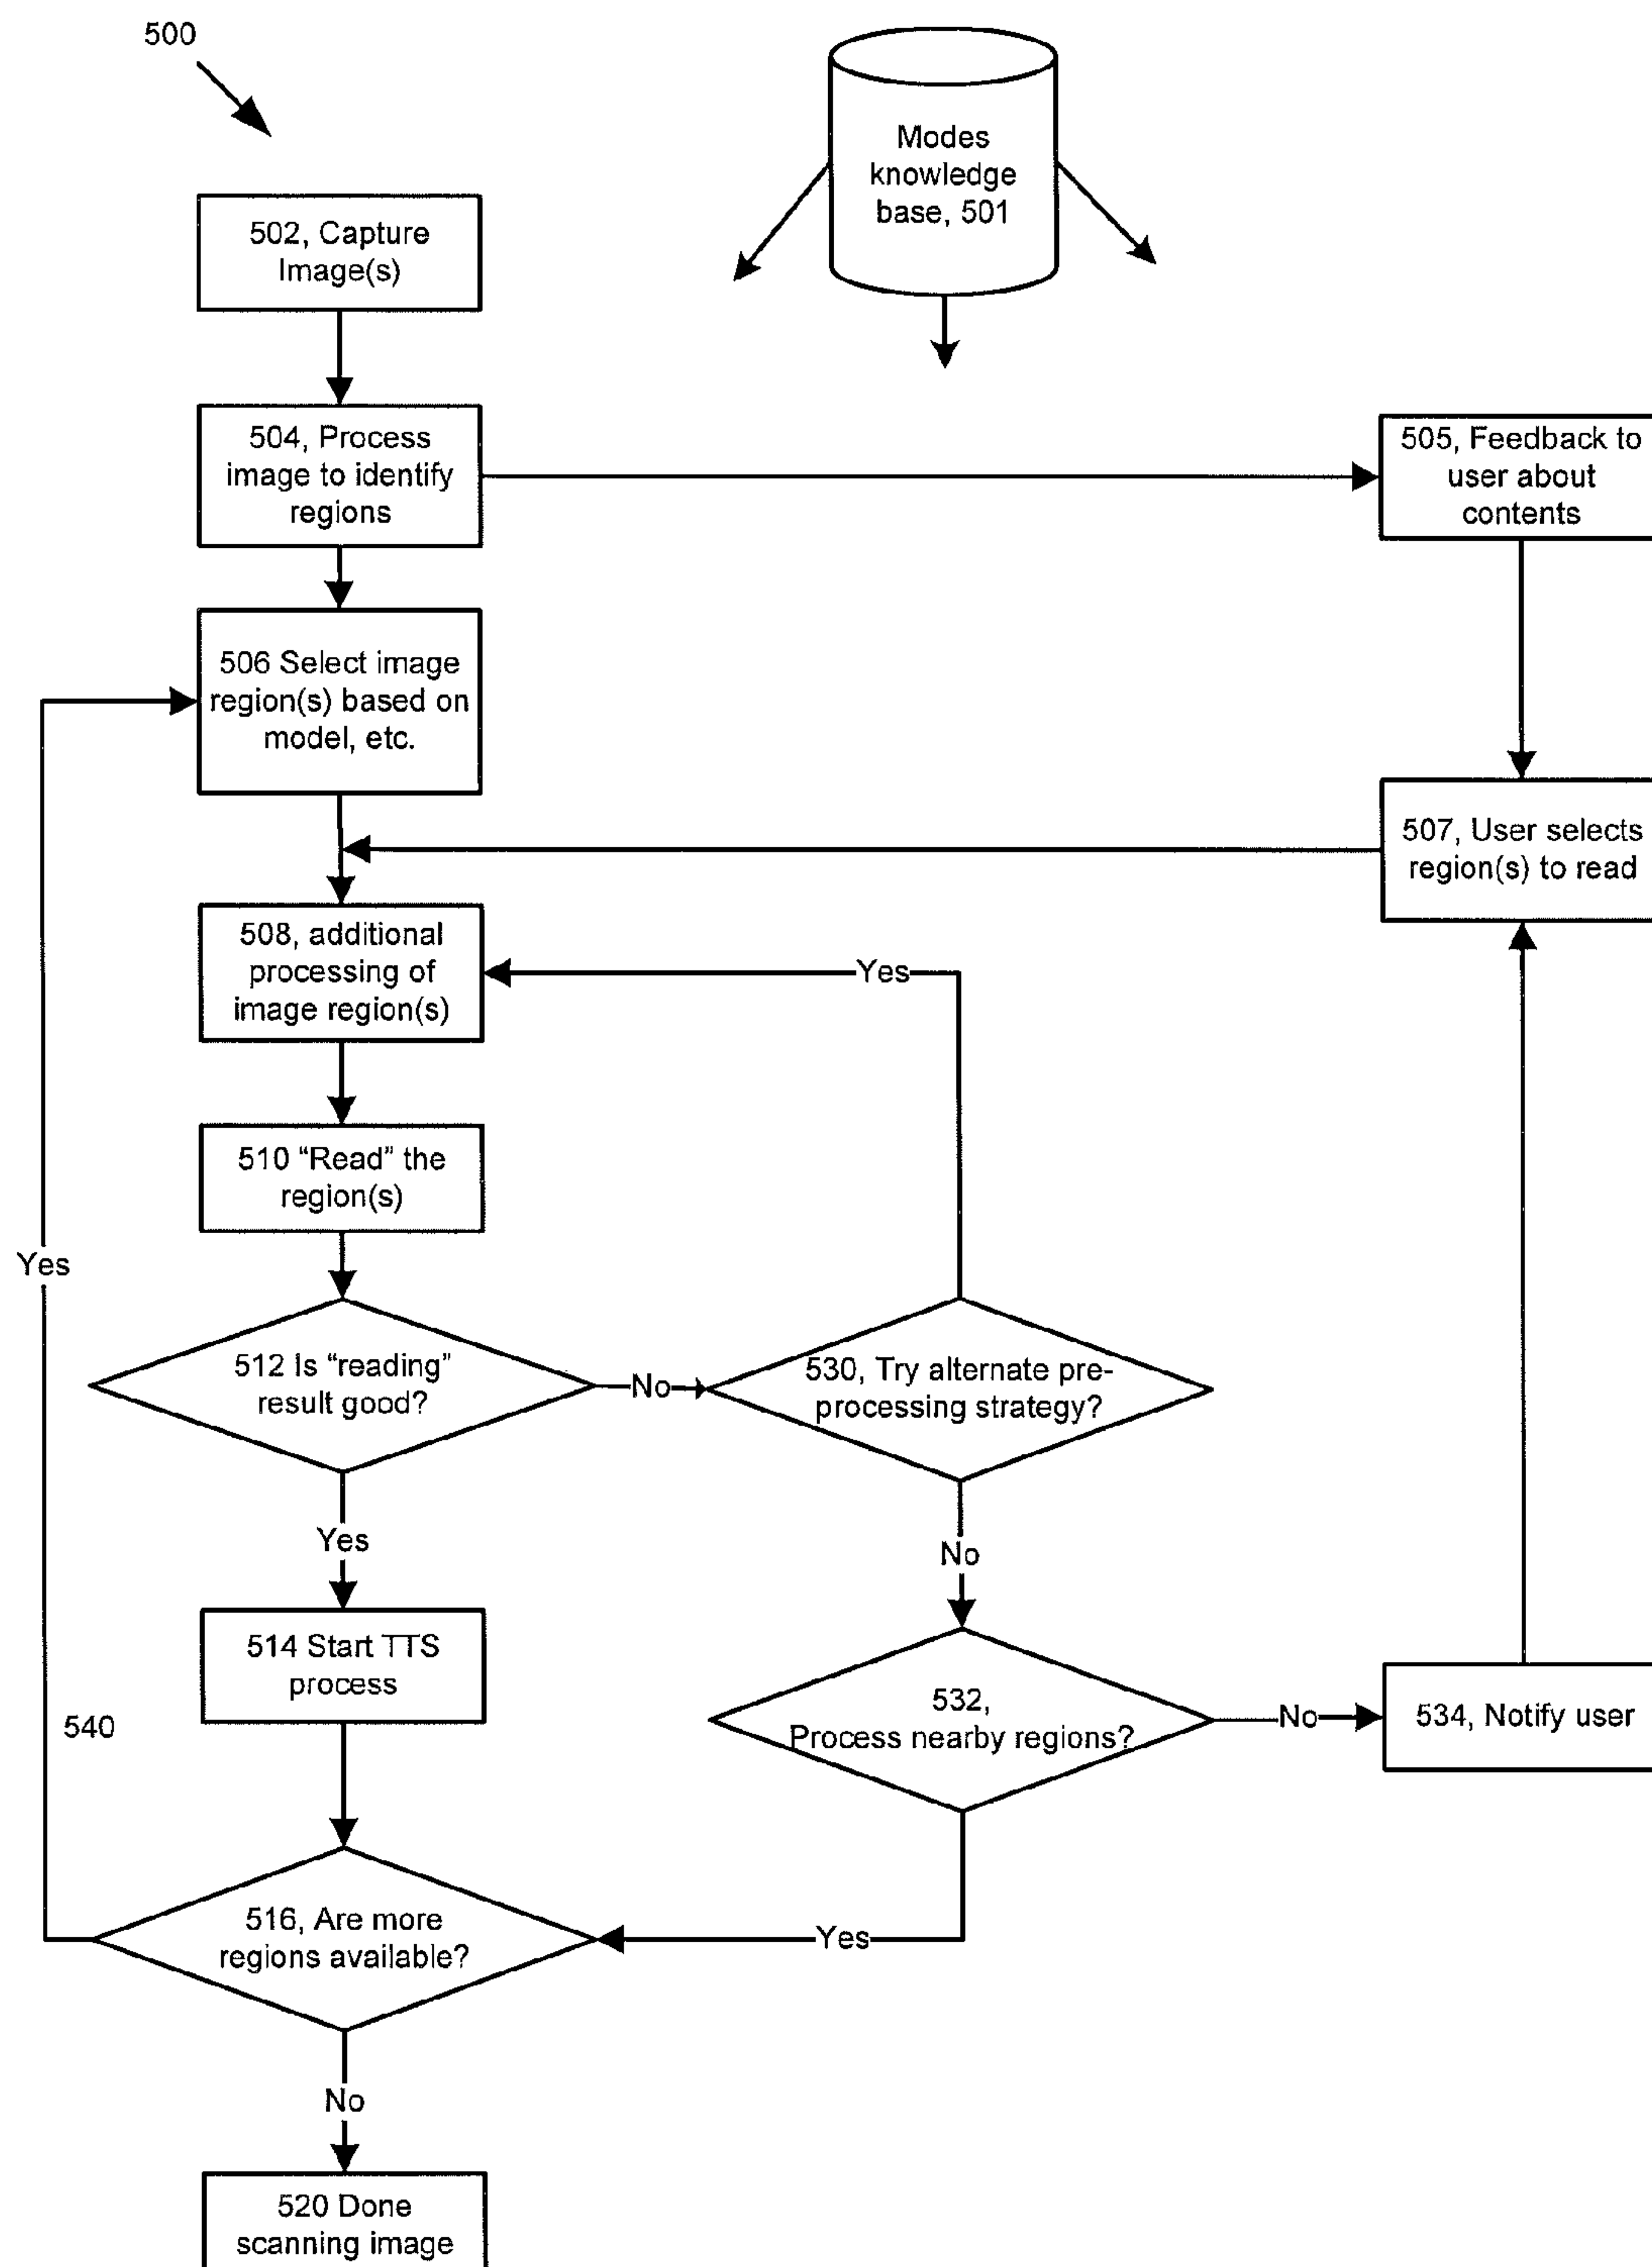 500
Modes
knowledge
base, 501
502, Capture
Image(s)
504, Process
image to identify
regions
505, Feedback to
user about
contents
506 Select image
region(s) based on
model, etc.
507, User selects
region(s) to read
508, additional
processing of
image region(s)
Yes
510 “Read” the
region(s)
Yes
512 Is “reading”
result good?
No
530, Try alternate pre-
processing strategy?
Yes
No
514 Start TTS
process
540
532,
Process nearby regions?
No
534, Notify user
516, Are more
regions available?
Yes
No
520 Done
scanning image